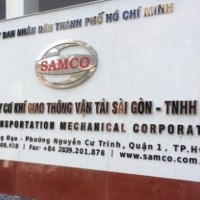 Y BAN NHÂN DÂN THÀNH PHỐ HỒ CHÍ MINH
SAMCO
Y CƠ KHÍ GIAO THÔNG VẬN TẢI SÀI GÒN - TNHH
NSPORTATION MECHANICAL CORPORAT
Đạo - Phường Nguyễn Cư Trinh, Quận 1, TP.H
Fax: +84 2839.201.876 - www.samco.com